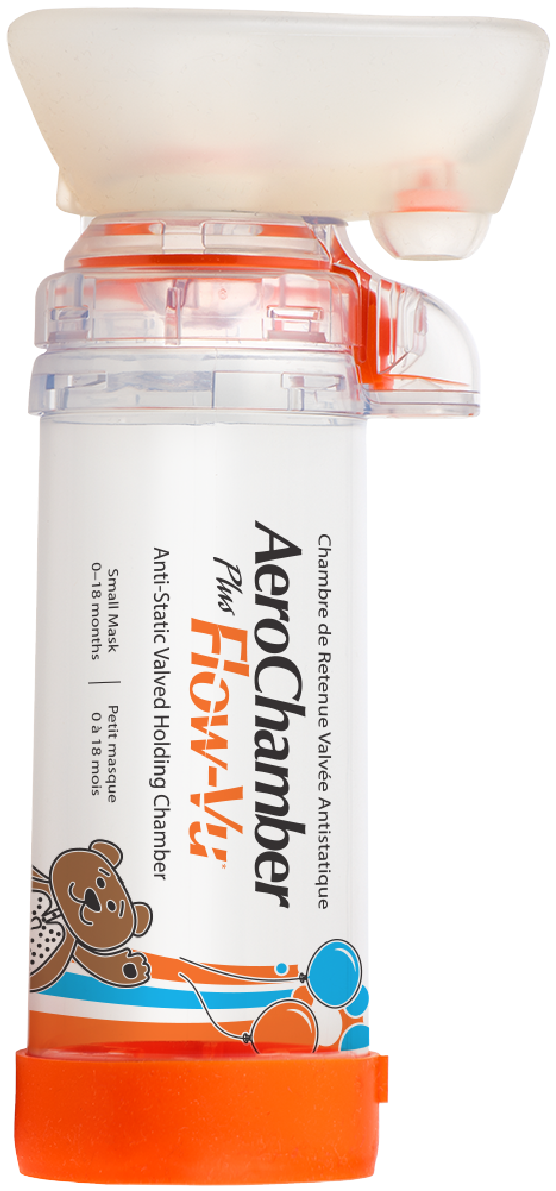 Chambre de Retenue Valvée Antistatique
AeroChamber
Plus Flow-Vu™
Anti-Static Valved Holding Chamber
Small Mask | Petit masque
0–18 months | 0 à 18 mois